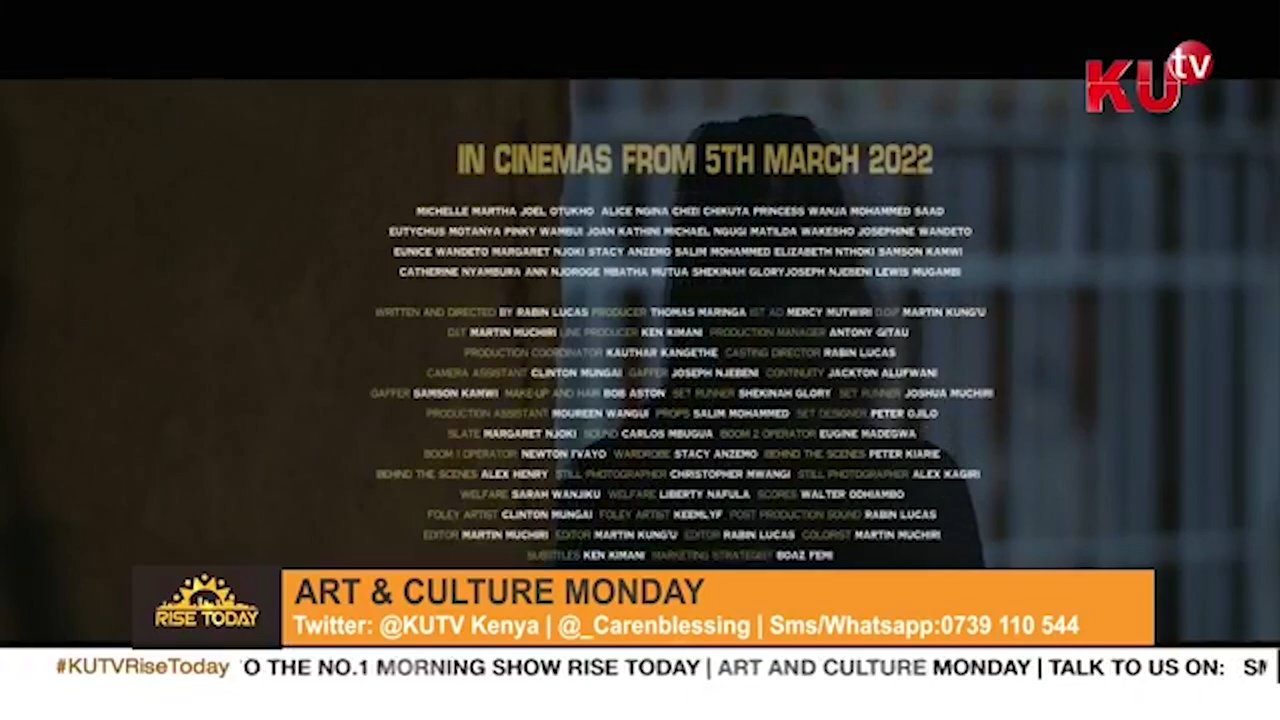 KU tv
IN CINEMAS FROM 5TH MARCH 2022
MICHELLE MARTHA JOEL OTUKHO ALICE NGINA CHIZI CHIKUTA PRINCESS WANJA MOHAMMED SAAD
EUTYCHUS MOTANYA PINKY WAMBUI JOAN KATHINI MICHAEL NGUGI MATILDA WAKESHO JOSEPHINE WANDETO
EUNICE WANDETO MARGARET NJOKI STACY ANZEMO SALIM MOHAMMED ELIZABETH NTHOKI SAMSON KAMWI
CATHERINE NYAMBURA ANN NJOROGE MBATHA MUTUA SHEKINAH GLORYJOSEPH NJEBENI LEWIS MUGAMBI
WRITTEN AND DIRECTED BY RABIN LUCAS PRODUCER THOMAS MARINGA 1ST AD MERCY MUTWIRI D.O.P MARTIN KUNG'U
D.I.T MARTIN MUCHIRI LINE PRODUCER KEN KIMANI PRODUCTION MANAGER ANTONY GITAU
PRODUCTION COORDINATOR KAUTHAR KANGETHE CASTING DIRECTOR RABIN LUCAS
CAMERA ASSISTANT CLINTON MUNGAI GAFFER JOSEPH NJEBENI CONTINUITY JACKTON ALUFWANI
GAFFER SAMSON KAMWI MAKE-UP AND HAIR BOB ASTON SET RUNNER SHEKINAH GLORY SET RUNNER JOSHUA MUCHIRI
PRODUCTION ASSISTANT MOUREEN WANGUI PROPS SALIM MOHAMMED SET DESIGNER PETER OJILO
SLATE MARGARET NJOKI SOUND CARLOS MBUGUA BOOM 2 OPERATOR EUGINE MADEGWA
BOOM 1 OPERATOR NEWTON I'VAYO WARDROBE STACY ANZEMO BEHIND THE SCENES PETER KIARIE
BEHIND THE SCENES ALEX HENRY STILL PHOTOGRAPHER CHRISTOPHER MWANGI STILL PHOTOGRAPHER ALEX KAGIRI
WELFARE SARAH WANJIKU WELFARE LIBERTY NAFULA SCORES WALTER ODHIAMBO
FOLEY ARTIST CLINTON MUNGAI FOLEY ARTIST KEEMLYF POST PRODUCTION SOUND RABIN LUCAS
EDITOR MARTIN MUCHIRI EDITOR MARTIN KUNG'U EDITOR RABIN LUCAS COLORIST MARTIN MUCHIRI
SUBTITLES KEN KIMANI MARKETING STRATEGIST BOAZ FEMI
RISE TODAY
ART & CULTURE MONDAY
Twitter: @KUTV Kenya | @_Carenblessing | Sms/Whatsapp:0739 110 544
#KUTVRiseToday 'O THE NO.1 MORNING SHOW RISE TODAY | ART AND CULTURE MONDAY | TALK TO US ON: SM